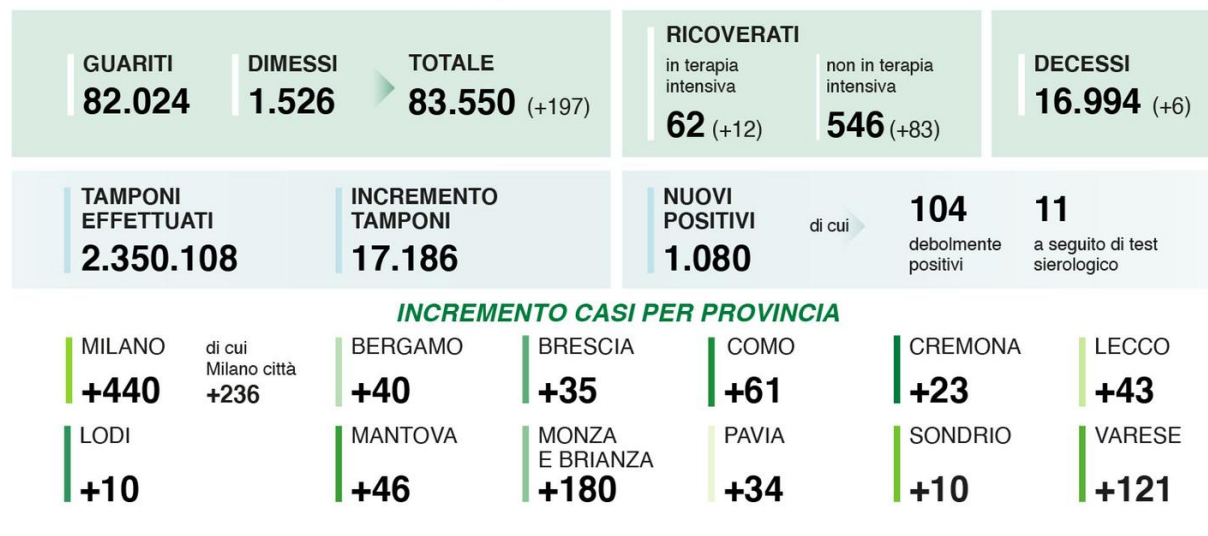 GUARITI
82.024
DIMESSI
1.526
TOTALE
83.550 (+197)
RICOVERATI
in terapia
intensiva
62 (+12)
non in terapia
intensiva
546 (+83)
DECESSI
16.994 (+6)
TAMPONI
EFFETTUATI
2.350.108
INCREMENTO
TAMPONI
17.186
NUOVI
POSITIVI
1.080
di cui
104
debolmente
positivi
11
a seguito di test
sierologico
INCREMENTO CASI PER PROVINCIA
MILANO
+440
di cui
Milano città
+236
BERGAMO
+40
BRESCIA
+35
COMO
+61
CREMONA
+23
LECCO
+43
LODI
+10
MANTOVA
+46
MONZA
E BRIANZA
+180
PAVIA
+34
SONDRIO
+10
VARESE
+121